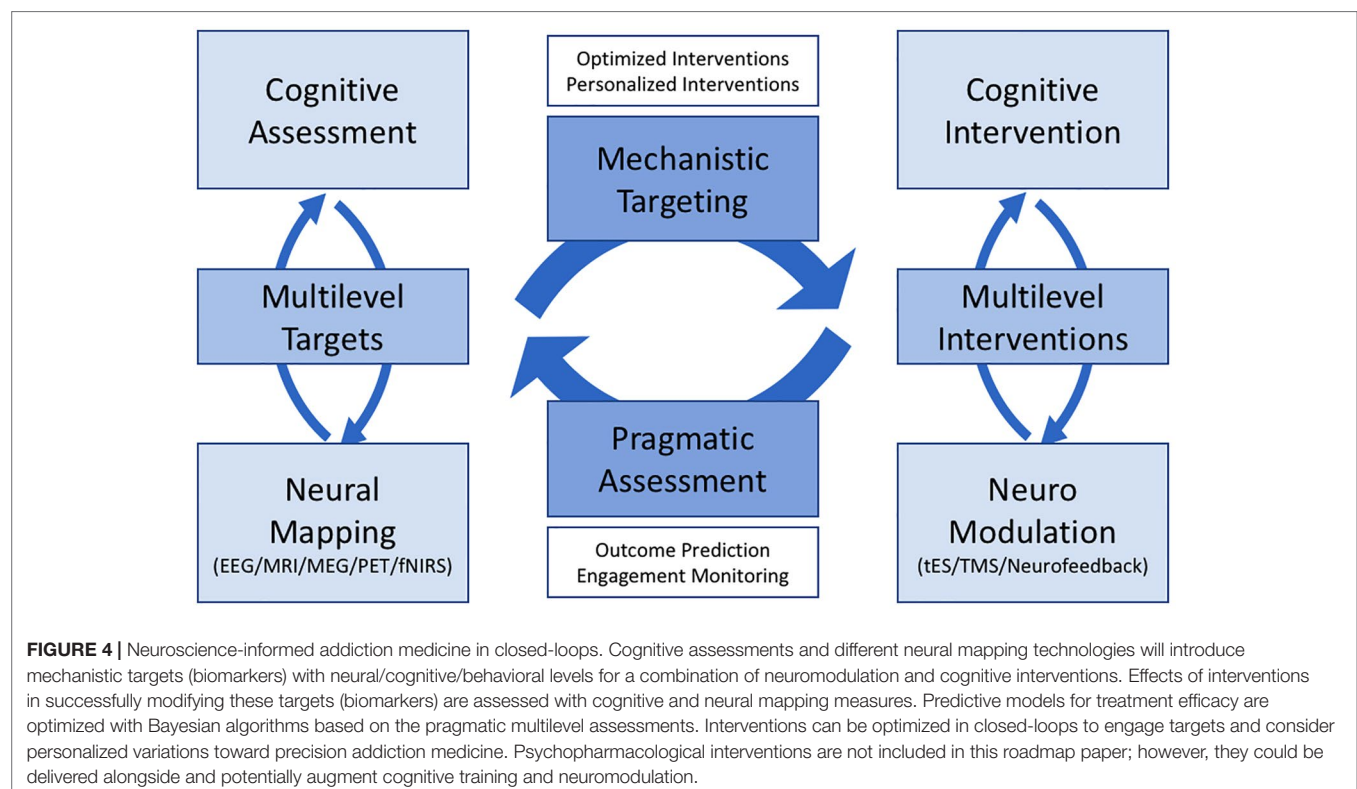 Cognitive
Assessment
Optimized Interventions
Personalized Interventions
Mechanistic
Targeting
Cognitive
Intervention
Multilevel
Targets
Multilevel
Interventions
Neural
Mapping
(EEG/MRI/MEG/PET/fNIRS)
Pragmatic
Assessment
Outcome Prediction
Engagement Monitoring
Neuro
Modulation
(tES/TMS/Neurofeedback)
FIGURE 4 | Neuroscience-informed addiction medicine in closed-loops. Cognitive assessments and different neural mapping technologies will introduce
mechanistic targets (biomarkers) with neural/cognitive/behavioral levels for a combination of neuromodulation and cognitive interventions. Effects of interventions
in successfully modifying these targets (biomarkers) are assessed with cognitive and neural mapping measures. Predictive models for treatment efficacy are
optimized with Bayesian algorithms based on the pragmatic multilevel assessments. Interventions can be optimized in closed-loops to engage targets and consider
personalized variations toward precision addiction medicine. Psychopharmacological interventions are not included in this roadmap paper; however, they could be
delivered alongside and potentially augment cognitive training and neuromodulation.